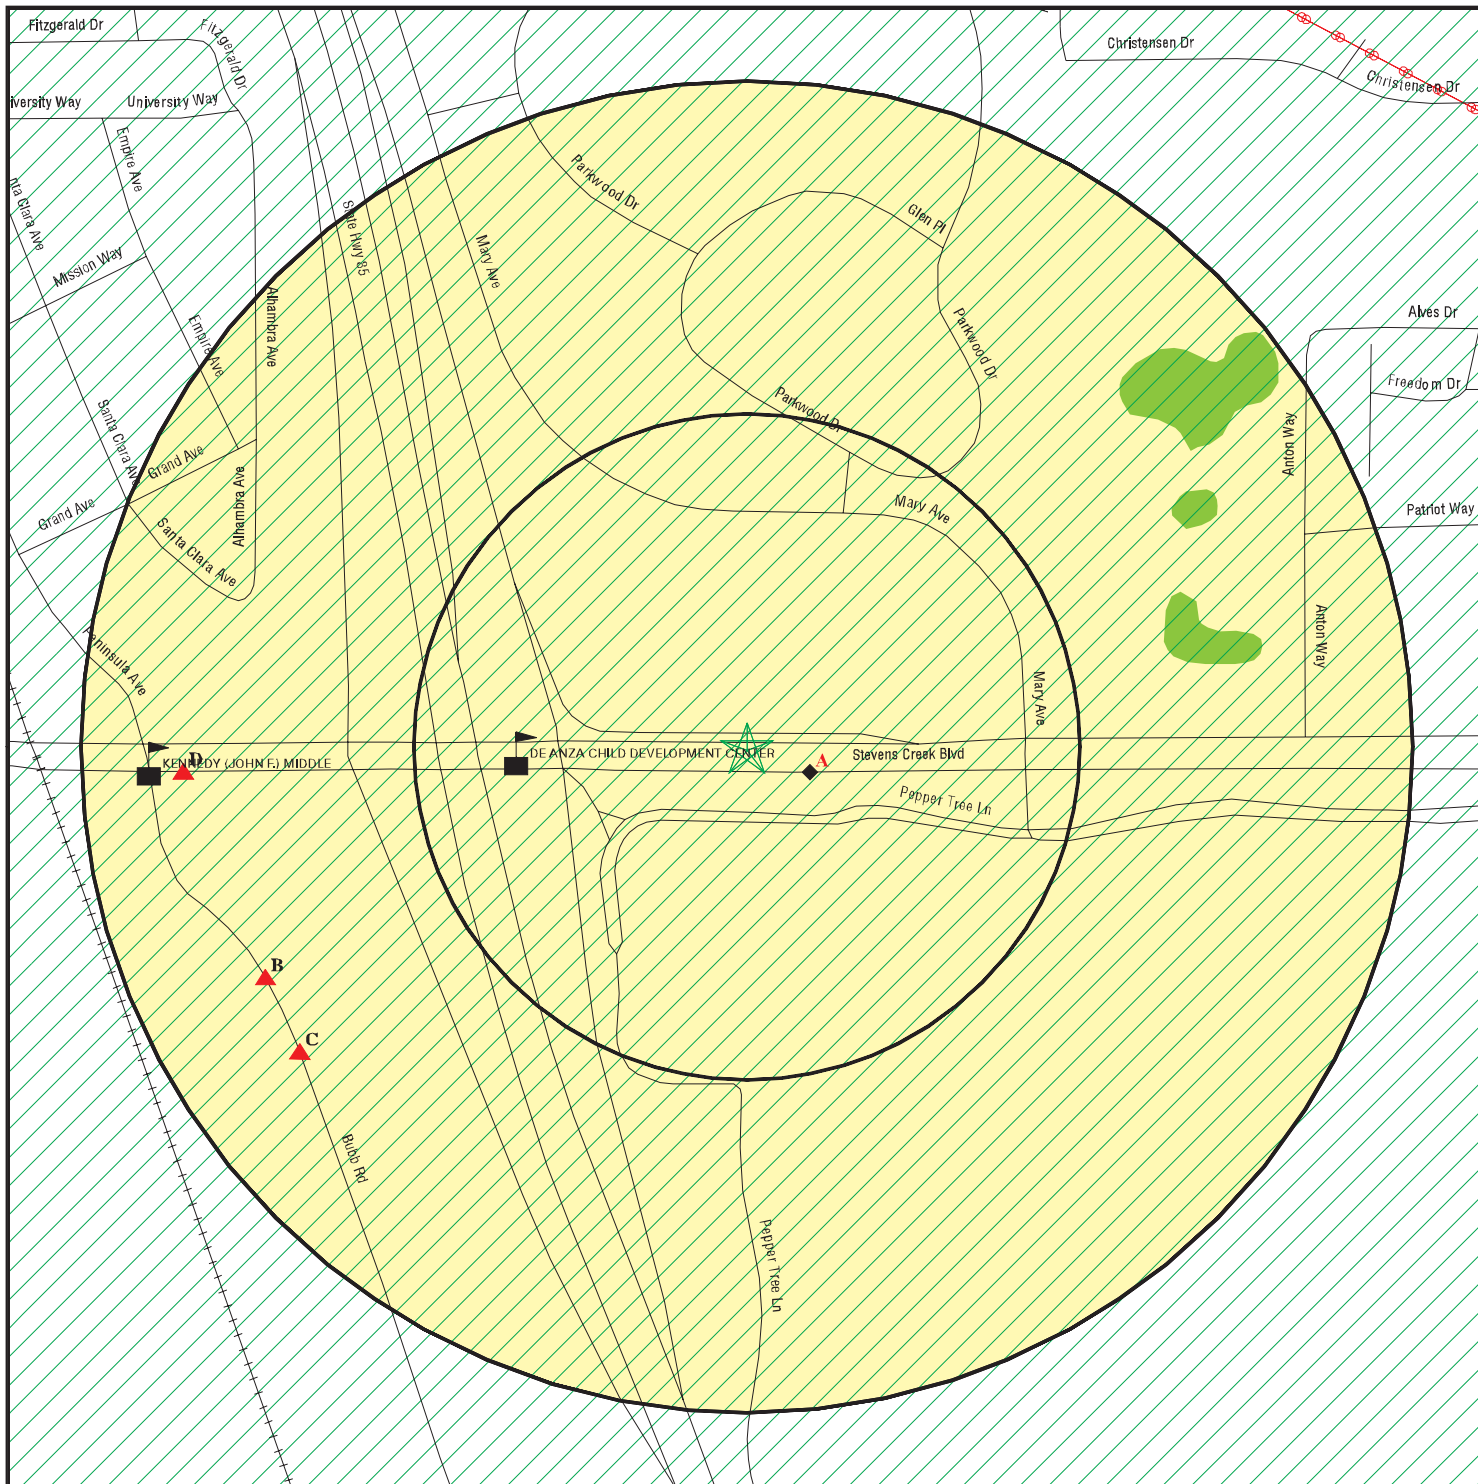 Fitzgerald Dr
Fitzgerald Dr
Christensen Dr
Christensen Dr
iversity Way
University Way
Empire Ave
nta Clara Ave
Parkwood Dr
Glen Pl
State Hwy 85
Mary Ave
Mission Way
Alhambra Ave
Empire Ave
Parkwood Dr
Alves Dr
Freedom Dr
Parkwood Dr
Santa Clara Ave
Grand Ave
Anton Way
Grand Ave
Alhambra Ave
Mary Ave
Patriot Way
Santa Clara Ave
Peninsula Ave
Anton Way
Mary Ave
D
KENNEDY (JOHN F.) MIDDLE
DE ANZA CHILD DEVELOPMENT CENTER
A
Stevens Creek Blvd
Pepper Tree Ln
B
C
Bubb Rd
Pepper Tree Ln